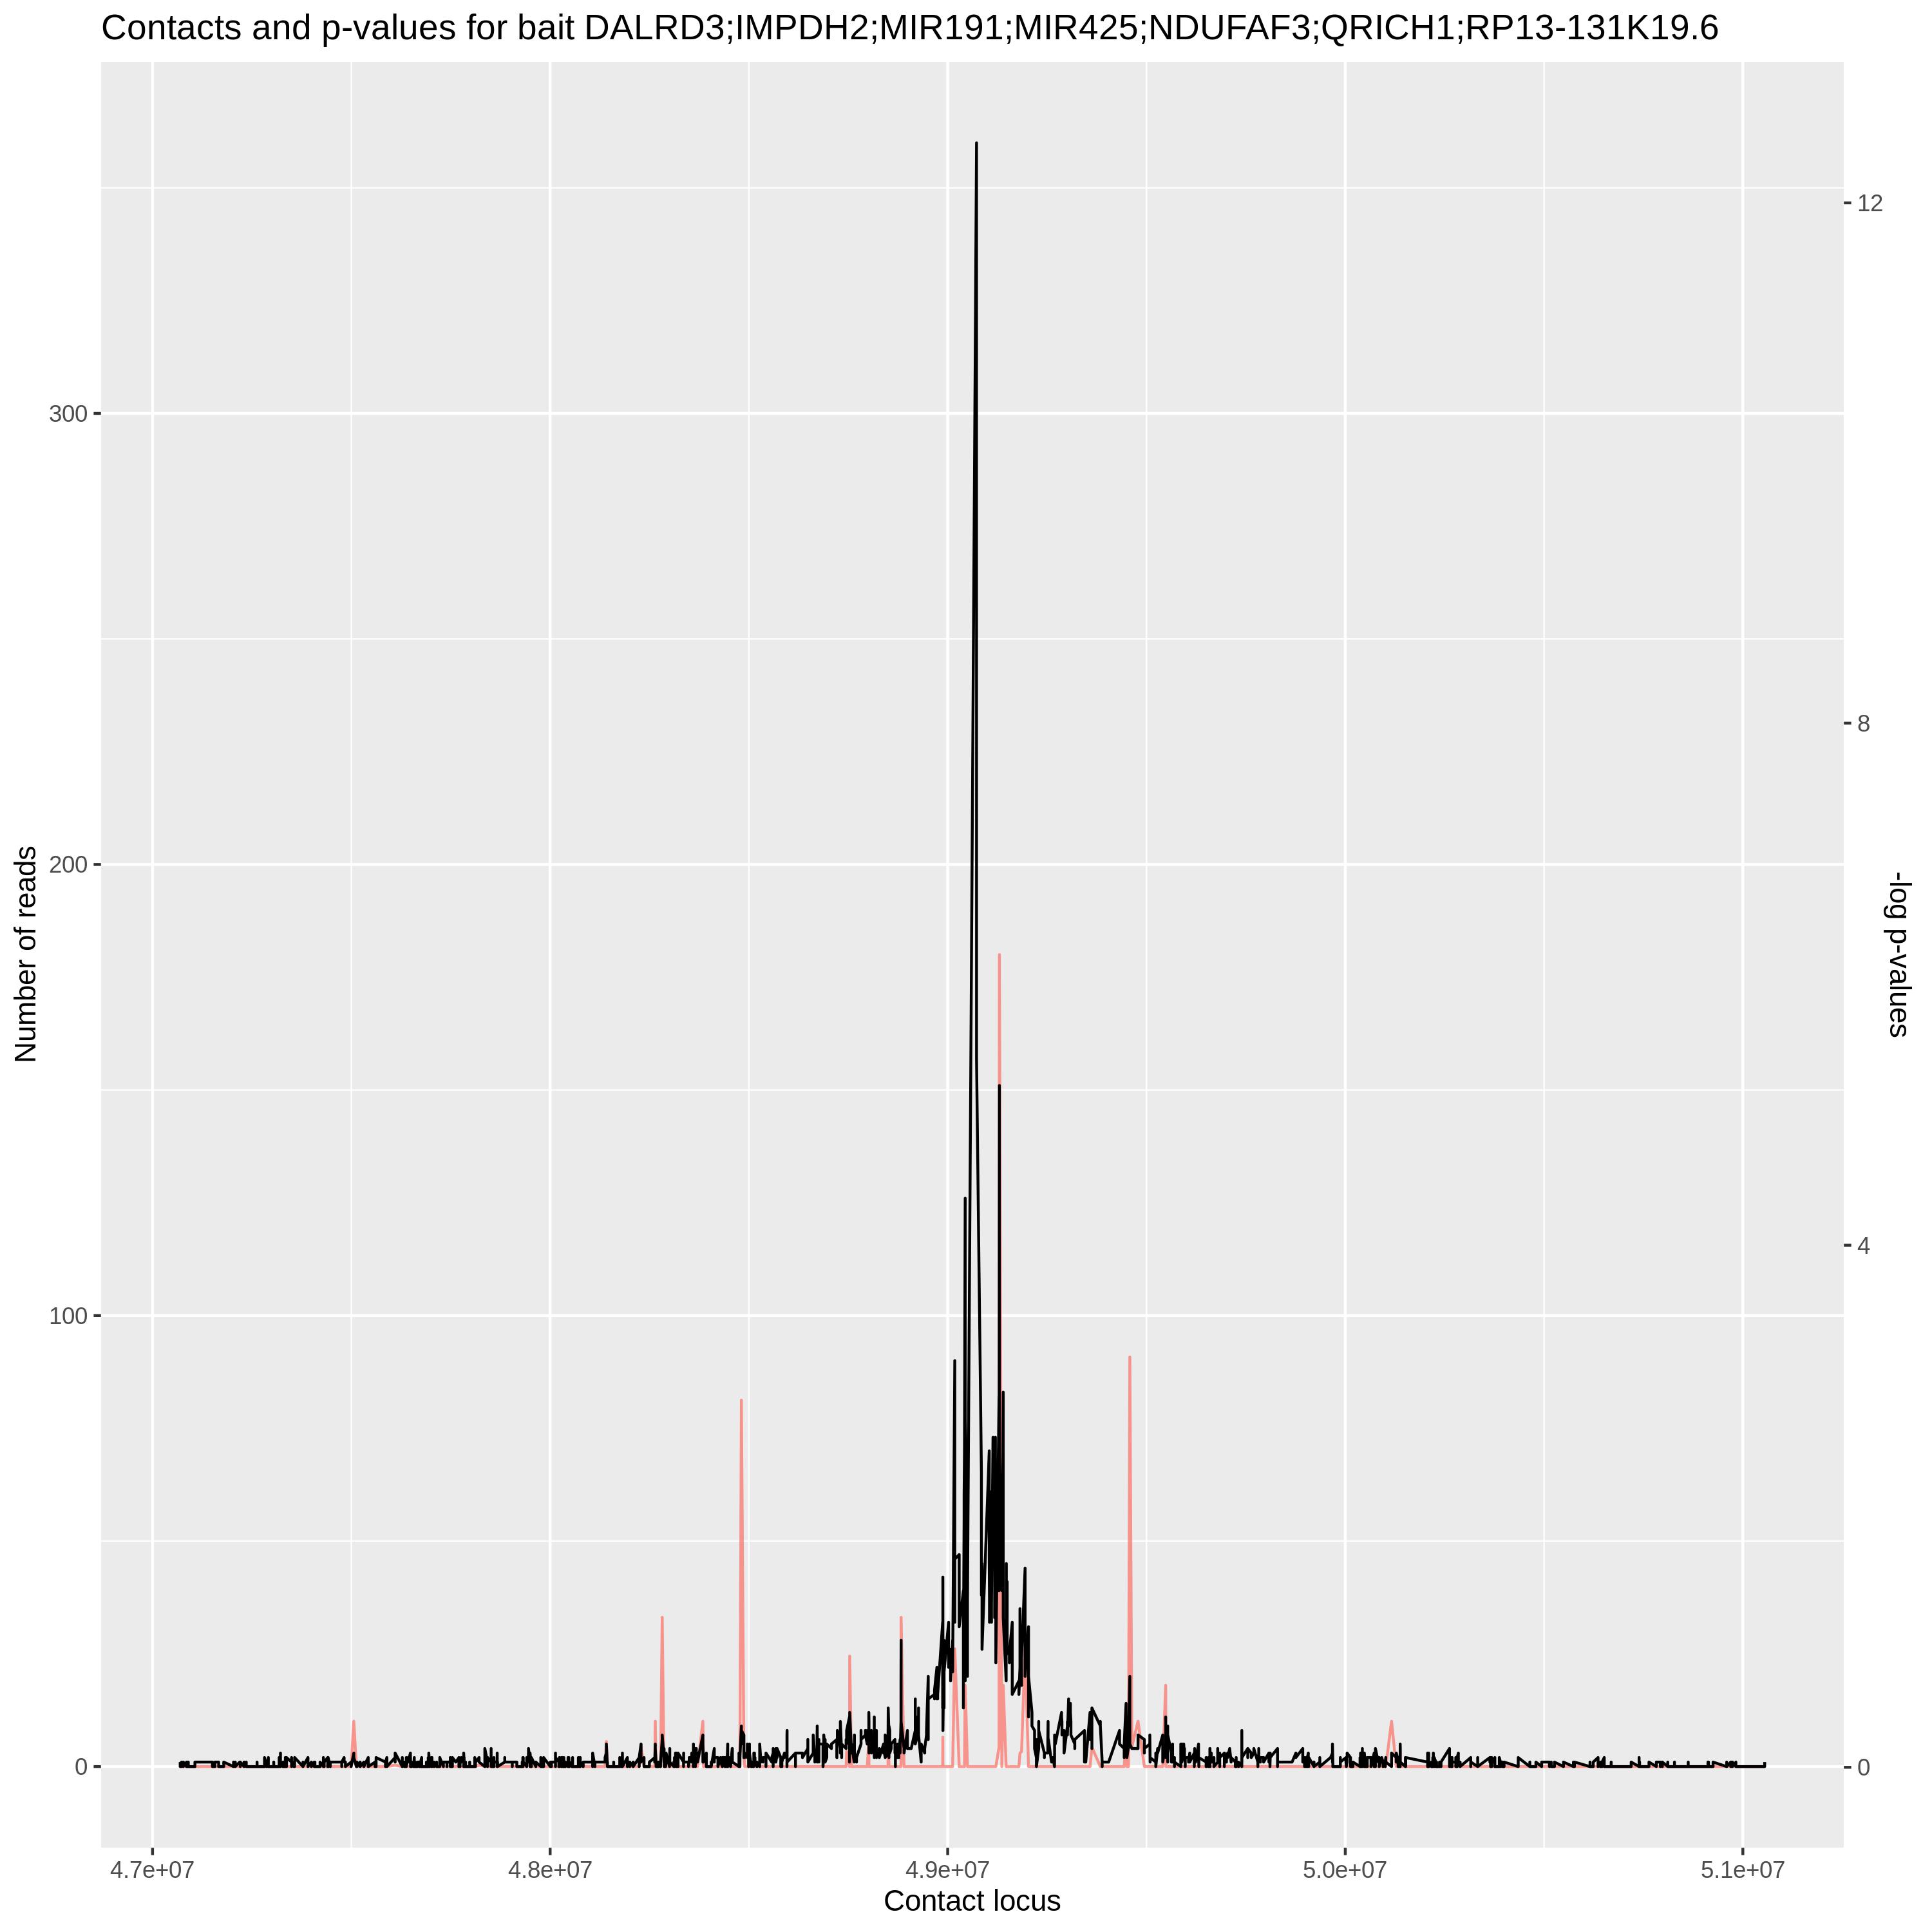 Contacts and p-values for bait DALRD3;IMPDH2;MIR191;MIR425;NDUFAF3;QRICH1;RP13-131K19.6
12
300
8
200
Number of reads
-log p-values
4
100
0
0
4.7e+07
4.8e+07
4.9e+07
5.0e+07
5.1e+07
Contact locus